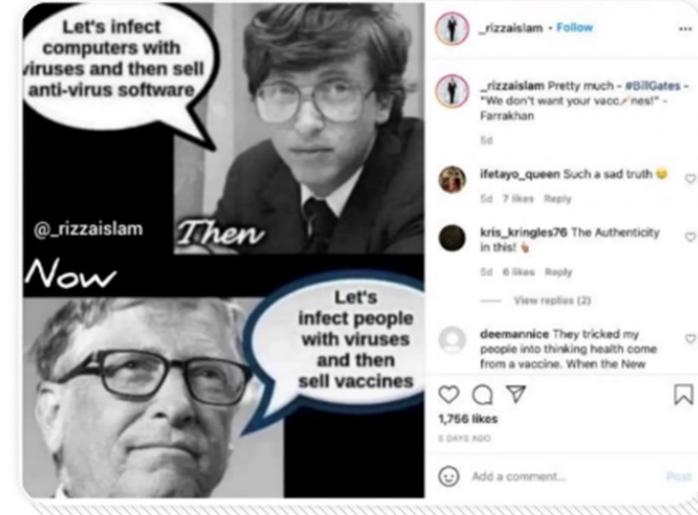 Let's infect
computers with
viruses and then sell
anti-virus software
@_rizzaislam
Then
Now
Let's
infect people
with viruses
and then
sell vaccines
_rizzaislam • Follow
_rizzaislam Pretty much - #BillGates -
"We don't want your vacc💉nes!" -
Farrakhan
5d
ifetayo_queen Such a sad truth 😢
5d 7 likes Reply
kris_kringles76 The Authenticity
in this! 👆🏾
5d 6 likes Reply
View replies (2)
deemannice They tricked my
people into thinking health come
from a vaccine. When the New
1,756 likes
5 DAYS AGO
Add a comment...
Post